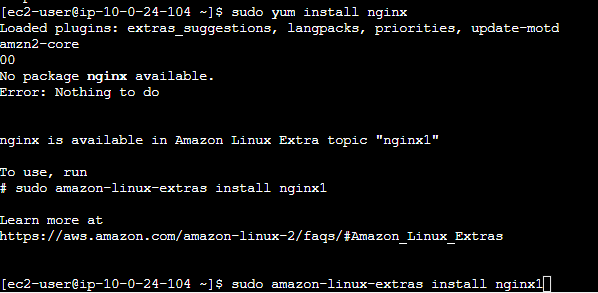 [ec2-user@ip-10-0-24-104 ~]$ sudo yum install nginx
Loaded plugins: extras_suggestions, langpacks, priorities, update-motd
amzn2-core
00
No package nginx available.
Error: Nothing to do
nginx is available in Amazon Linux Extra topic "nginx1"
To use, run
# sudo amazon-linux-extras install nginx1
Learn more at
https://aws.amazon.com/amazon-linux-2/faqs/#Amazon_Linux_Extras
[ec2-user@ip-10-0-24-104 ~]$ sudo amazon-linux-extras install nginx1